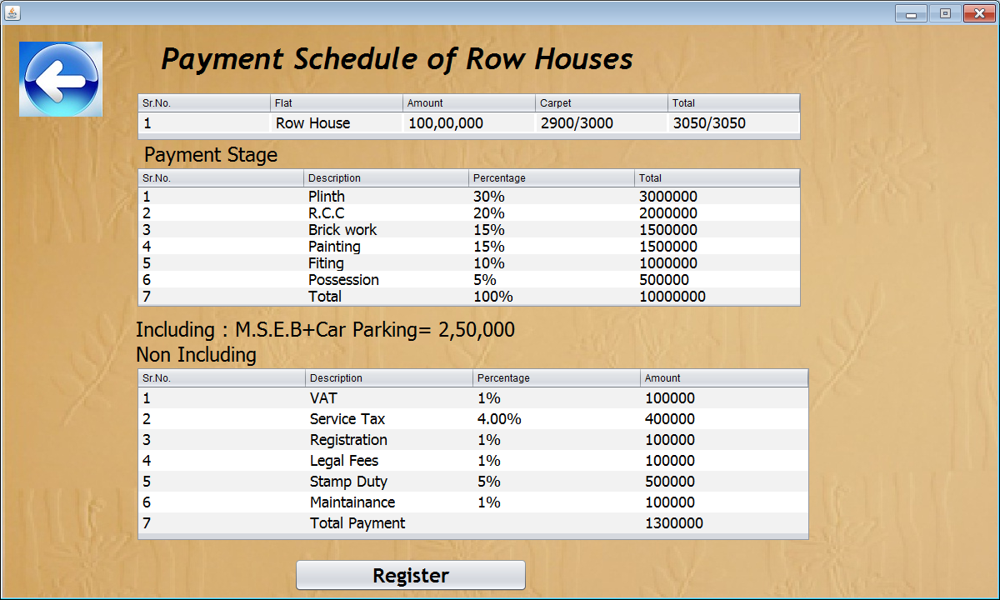 Payment Schedule of Row Houses
Sr.No. Flat Amount Carpet Total
1 Row House 100,00,000 2900/3000 3050/3050
Payment Stage
Sr.No. Description Percentage Total
1 Plinth 30% 3000000
2 R.C.C 20% 2000000
3 Brick work 15% 1500000
4 Painting 15% 1500000
5 Fiting 10% 1000000
6 Possession 5% 500000
7 Total 100% 10000000
Including : M.S.E.B+Car Parking= 2,50,000
Non Including
Sr.No. Description Percentage Amount
1 VAT 1% 100000
2 Service Tax 4.00% 400000
3 Registration 1% 100000
4 Legal Fees 1% 100000
5 Stamp Duty 5% 500000
6 Maintainance 1% 100000
7 Total Payment 1300000
Register